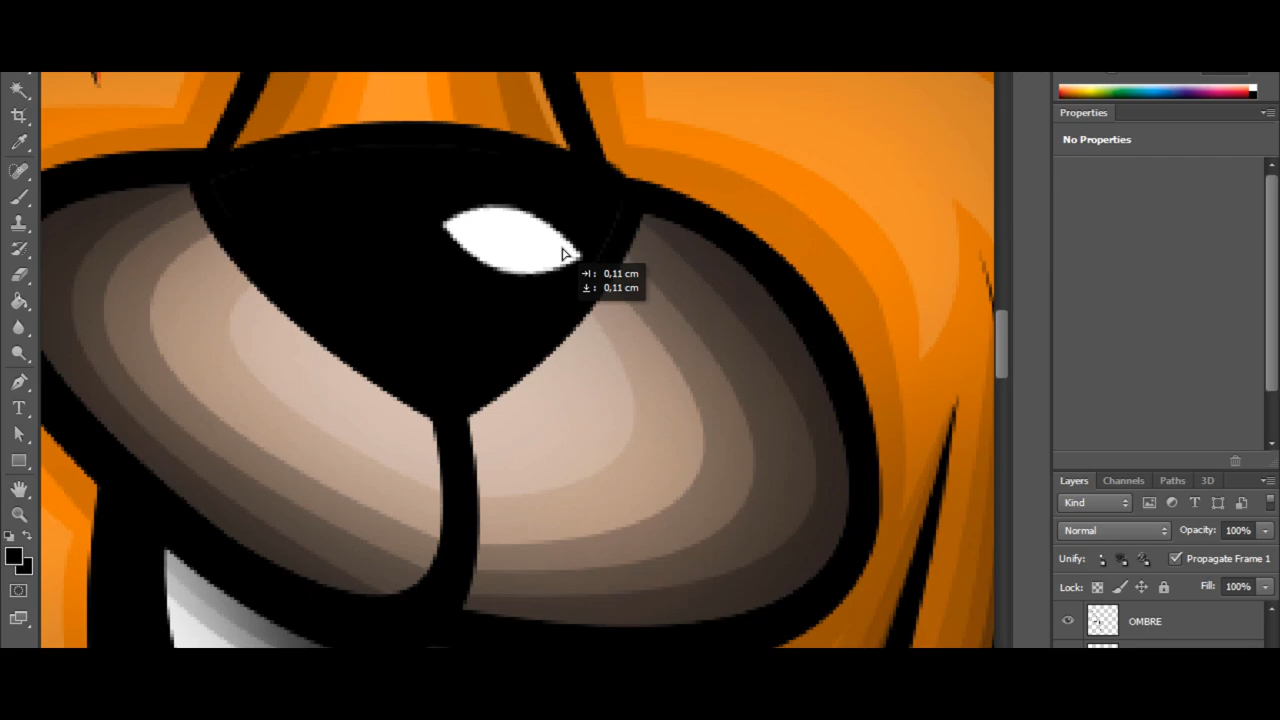 Properties
No Properties
→I : 0,11 cm
↓ : 0,11 cm
Layers Channels Paths 3D
Kind
Normal Opacity: 100%
Unify: Propagate Frame 1
Lock: Fill: 100%
OMBRE
T